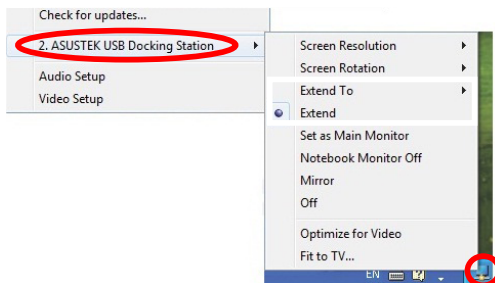 Check for updates...
2. ASUSTEK USB Docking Station
Audio Setup
Video Setup
Screen Resolution
Screen Rotation
Extend To
Extend
Set as Main Monitor
Notebook Monitor Off
Mirror
Off
Optimize for Video
Fit to TV...
EN